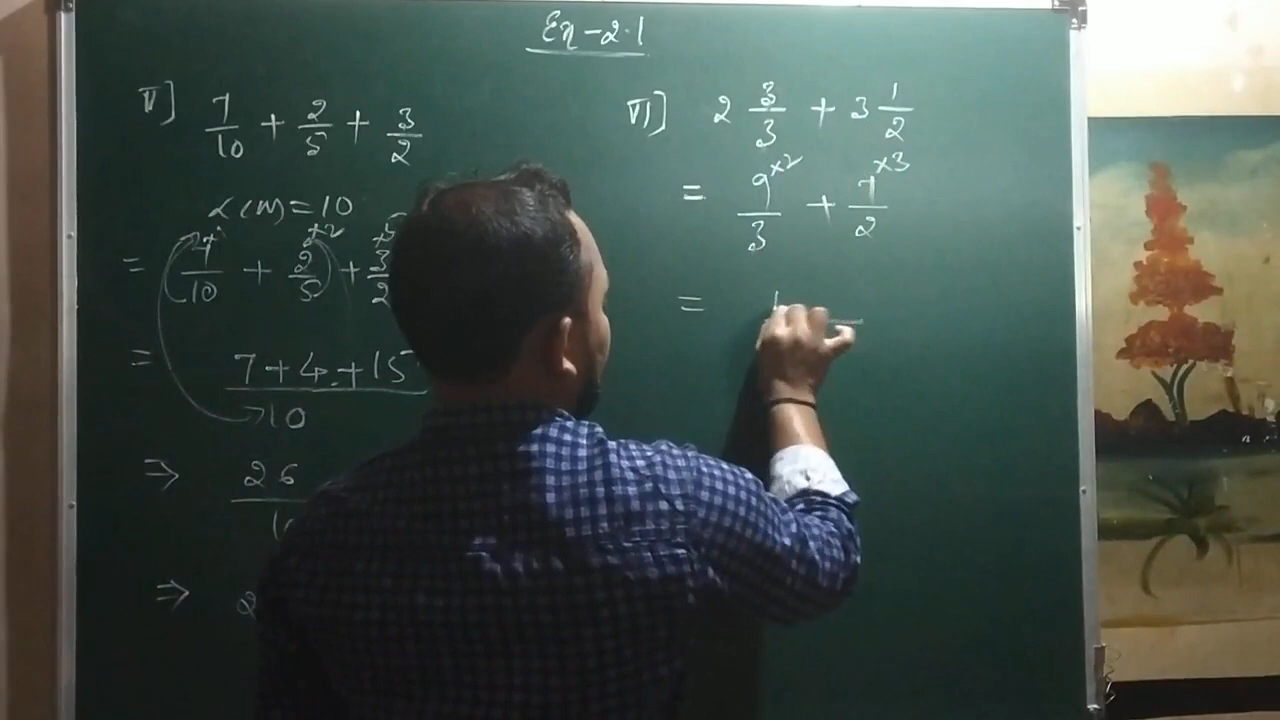 Ex - 2.1
V] 7/10 + 2/5 + 3/2
LCM = 10
= (7×1/10 + 2×2/5) + 3×5/2
= 7 + 4 + 15/10
⇒ 26/10
⇒ 2
VI] 2 3/3 + 3 1/2
= 9×2/3 + 7×3/2
=